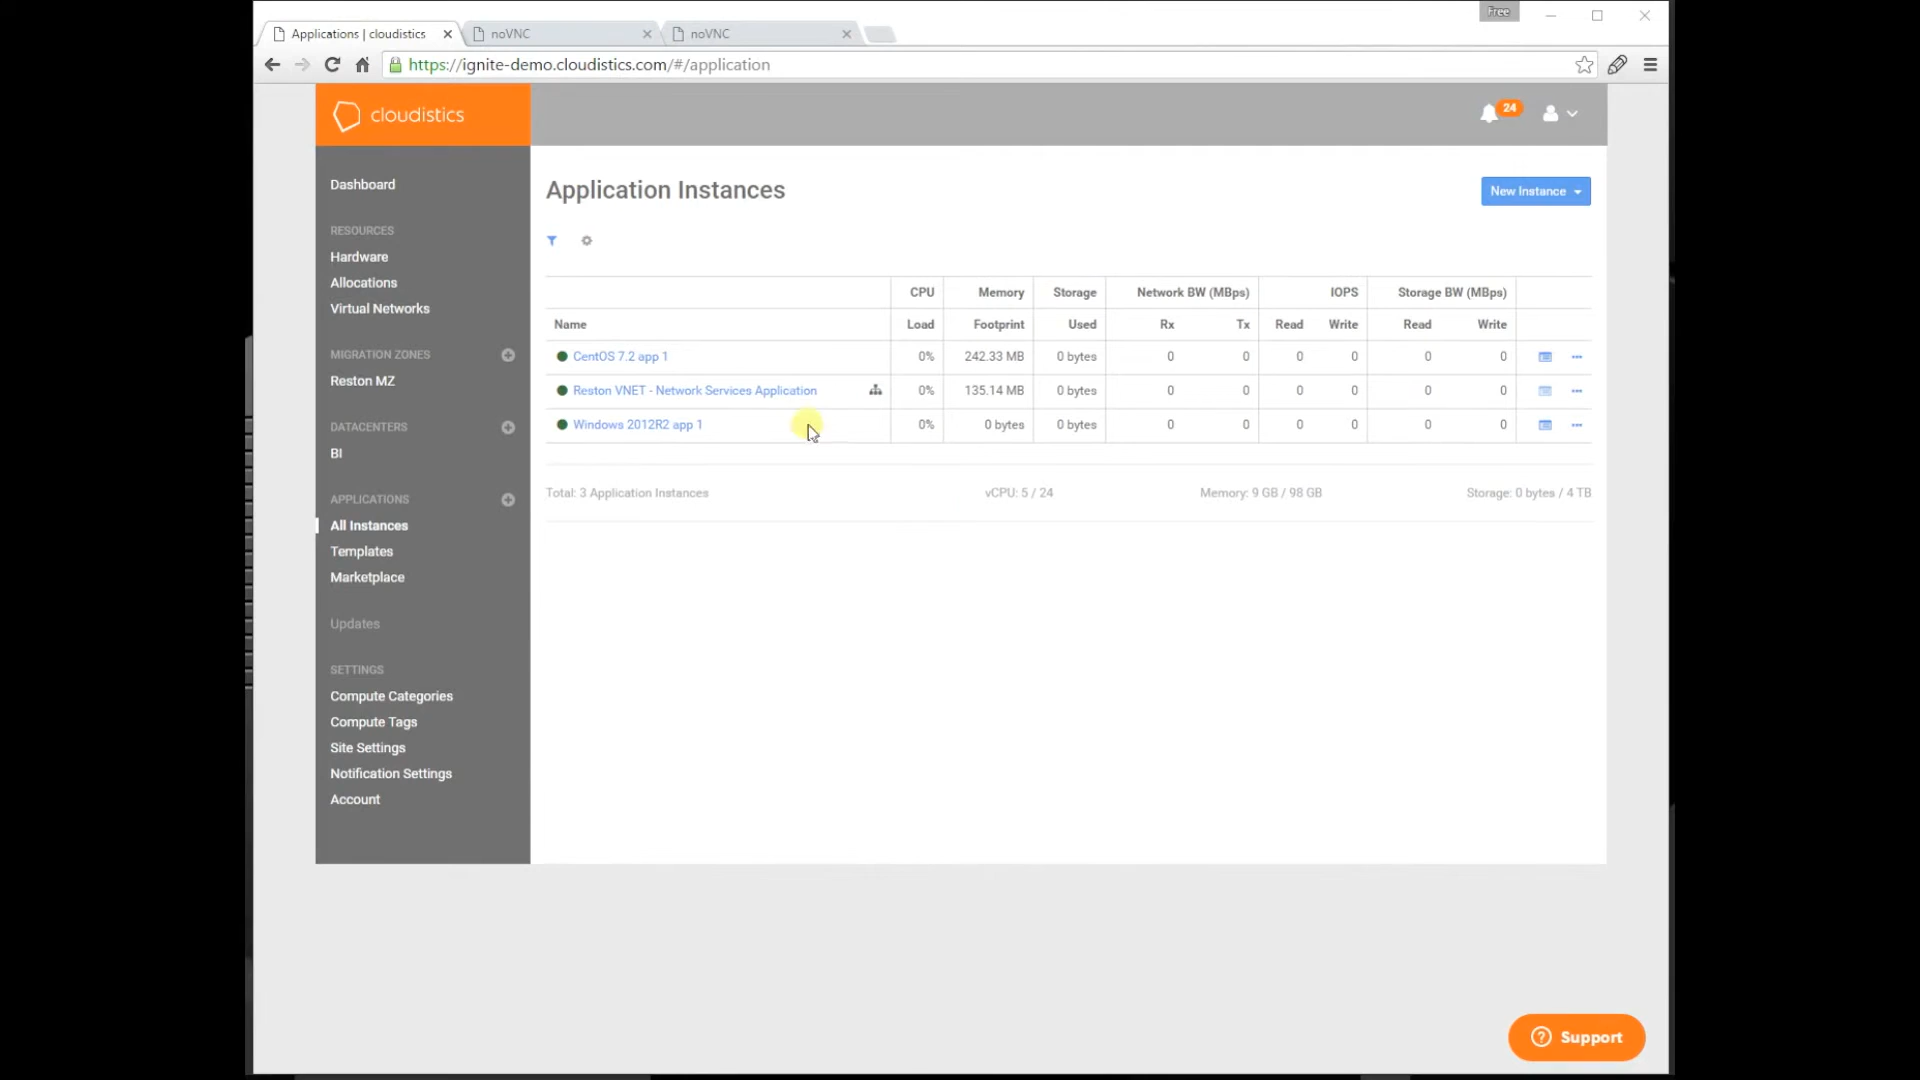 Free
Applications | cloudistics
noVNC
noVNC
https://ignite-demo.cloudistics.com/#/application
cloudistics
24
Dashboard
RESOURCES
Hardware
Allocations
Virtual Networks
MIGRATION ZONES
Reston MZ
DATACENTERS
BI
APPLICATIONS
All Instances
Templates
Marketplace
Updates
SETTINGS
Compute Categories
Compute Tags
Site Settings
Notification Settings
Account
Application Instances
New Instance
CPU Memory Storage Network BW (MBps) IOPS Storage BW (MBps)
Name Load Footprint Used Rx Tx Read Write Read Write
CentOS 7.2 app 1 0% 242.33 MB 0 bytes 0 0 0 0 0 0
Reston VNET - Network Services Application 0% 135.14 MB 0 bytes 0 0 0 0 0 0
Windows 2012R2 app 1 0% 0 bytes 0 bytes 0 0 0 0 0 0
Total: 3 Application Instances vCPU: 5 / 24 Memory: 9 GB / 98 GB Storage: 0 bytes / 4 TB
Support